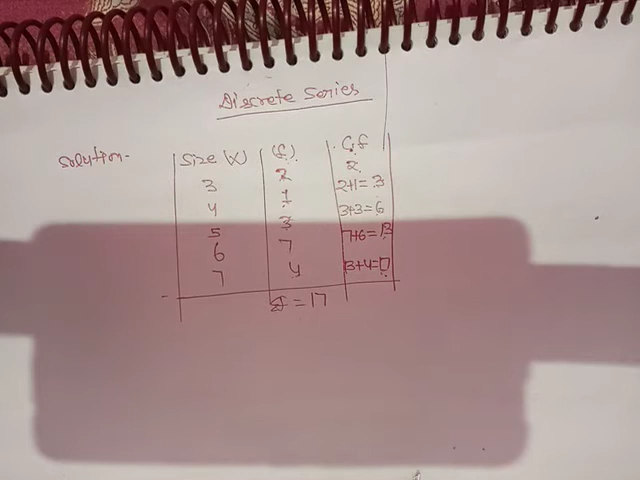 Discrete Series
Solution-
Size (X) (f) C.f
3 2 2
4 1 2+1=3
5 3 3+3=6
6 7 7+6=13
7 4 13+4=17
= 17